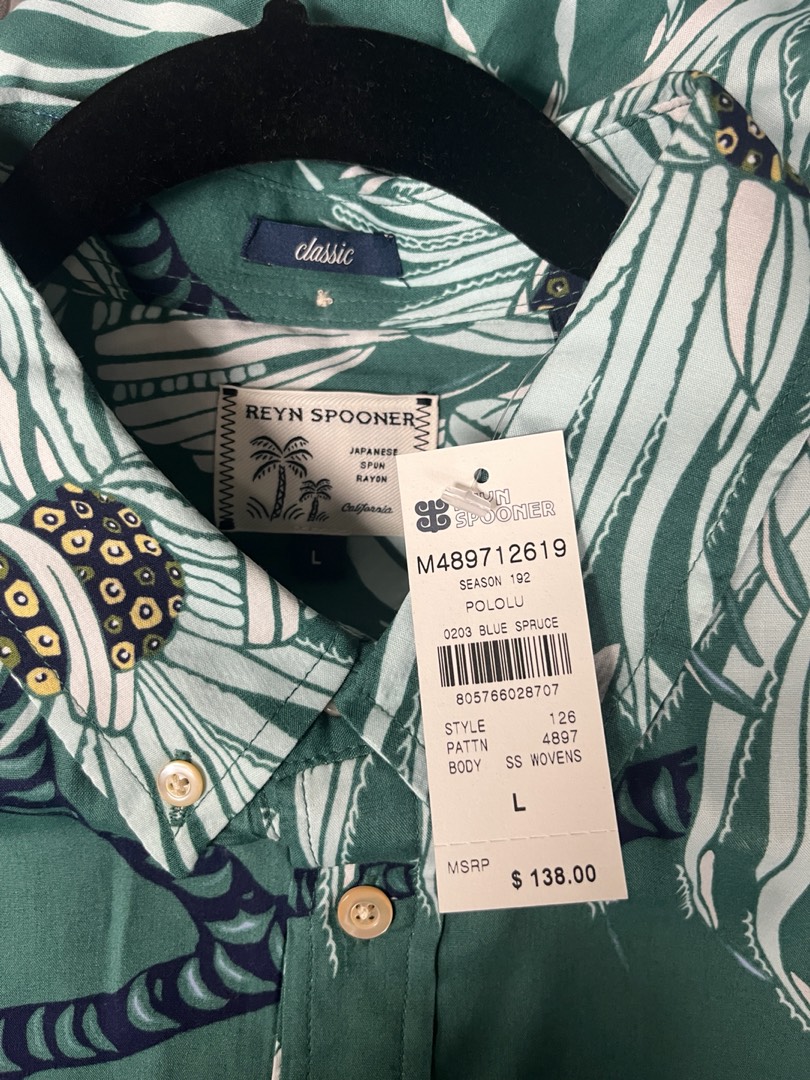 classic
REYN SPOONER
JAPANESE
SPUN
RAYON
California
L
SPOONER
M489712619
SEASON 192
POLOLU
0203 BLUE SPRUCE
805766028707
STYLE 126
PATTN 4897
BODY SS WOVENS
L
MSRP $ 138.00